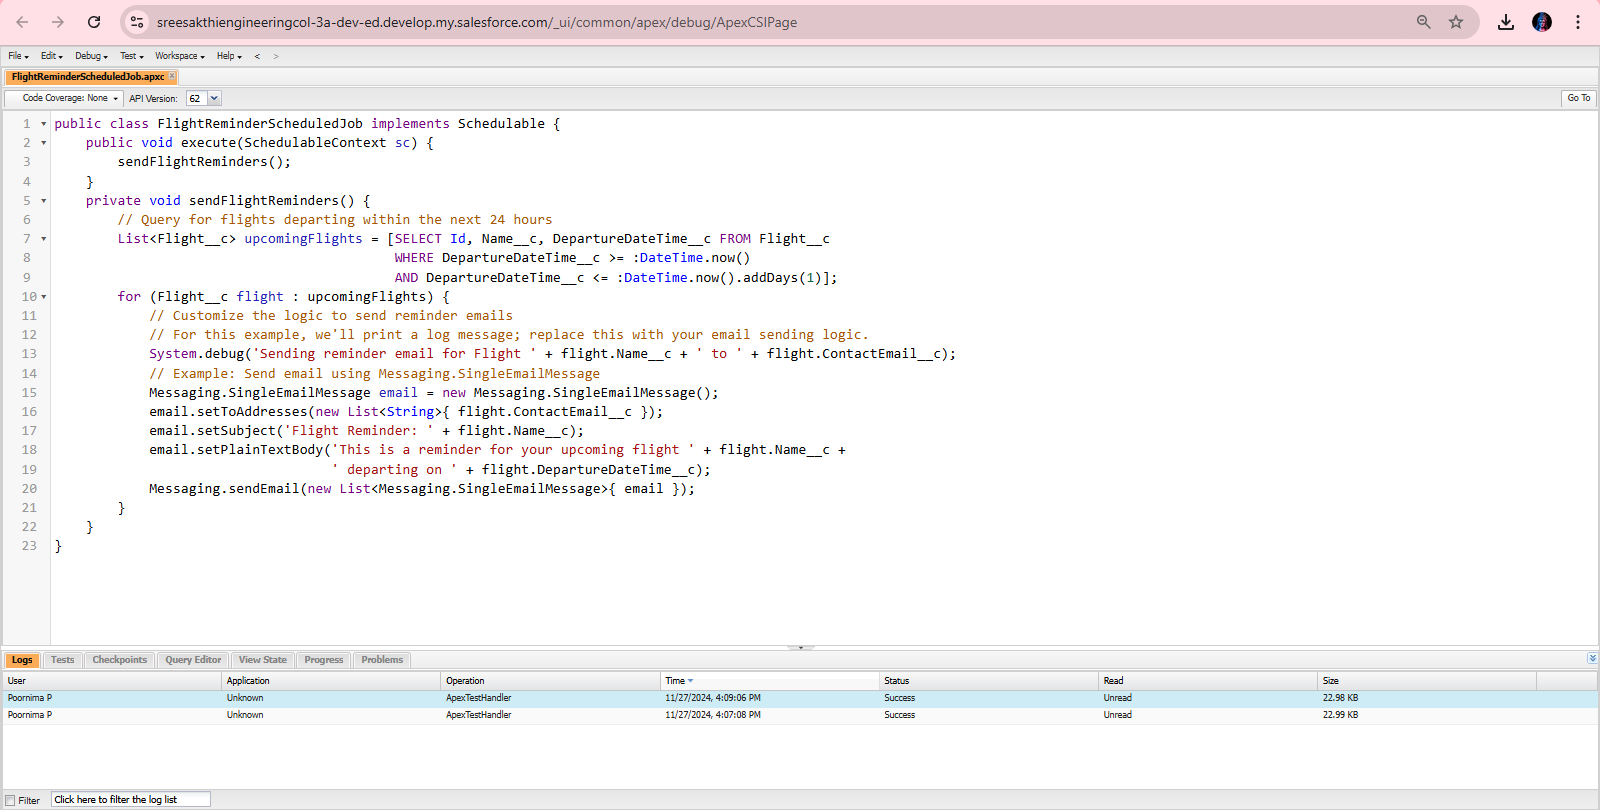 sreesakthiengineeringcol-3a-dev-ed.develop.my.salesforce.com/_ui/common/apex/debug/ApexCSIPage
File Edit Debug Test Workspace Help < >
FlightReminderScheduledJob.apxc
Code Coverage: None API Version: 62 Go To
1 public class FlightReminderScheduledJob implements Schedulable {
2 public void execute(SchedulableContext sc) {
3 sendFlightReminders();
4 }
5 private void sendFlightReminders() {
6 // Query for flights departing within the next 24 hours
7 List<Flight__c> upcomingFlights = [SELECT Id, Name__c, DepartureDateTime__c FROM Flight__c
8 WHERE DepartureDateTime__c >= :DateTime.now()
9 AND DepartureDateTime__c <= :DateTime.now().addDays(1)];
10 for (Flight__c flight : upcomingFlights) {
11 // Customize the logic to send reminder emails
12 // For this example, we'll print a log message; replace this with your email sending logic.
13 System.debug('Sending reminder email for Flight ' + flight.Name__c + ' to ' + flight.ContactEmail__c);
14 // Example: Send email using Messaging.SingleEmailMessage
15 Messaging.SingleEmailMessage email = new Messaging.SingleEmailMessage();
16 email.setToAddresses(new List<String>{ flight.ContactEmail__c });
17 email.setSubject('Flight Reminder: ' + flight.Name__c);
18 email.setPlainTextBody('This is a reminder for your upcoming flight ' + flight.Name__c +
19 ' departing on ' + flight.DepartureDateTime__c);
20 Messaging.sendEmail(new List<Messaging.SingleEmailMessage>{ email });
21 }
22 }
23 }
Logs Tests Checkpoints Query Editor View State Progress Problems
User Application Operation Time Status Read Size
Poornima P Unknown ApexTestHandler 11/27/2024, 4:09:06 PM Success Unread 22.98 KB
Poornima P Unknown ApexTestHandler 11/27/2024, 4:07:08 PM Success Unread 22.99 KB
Filter Click here to filter the log list